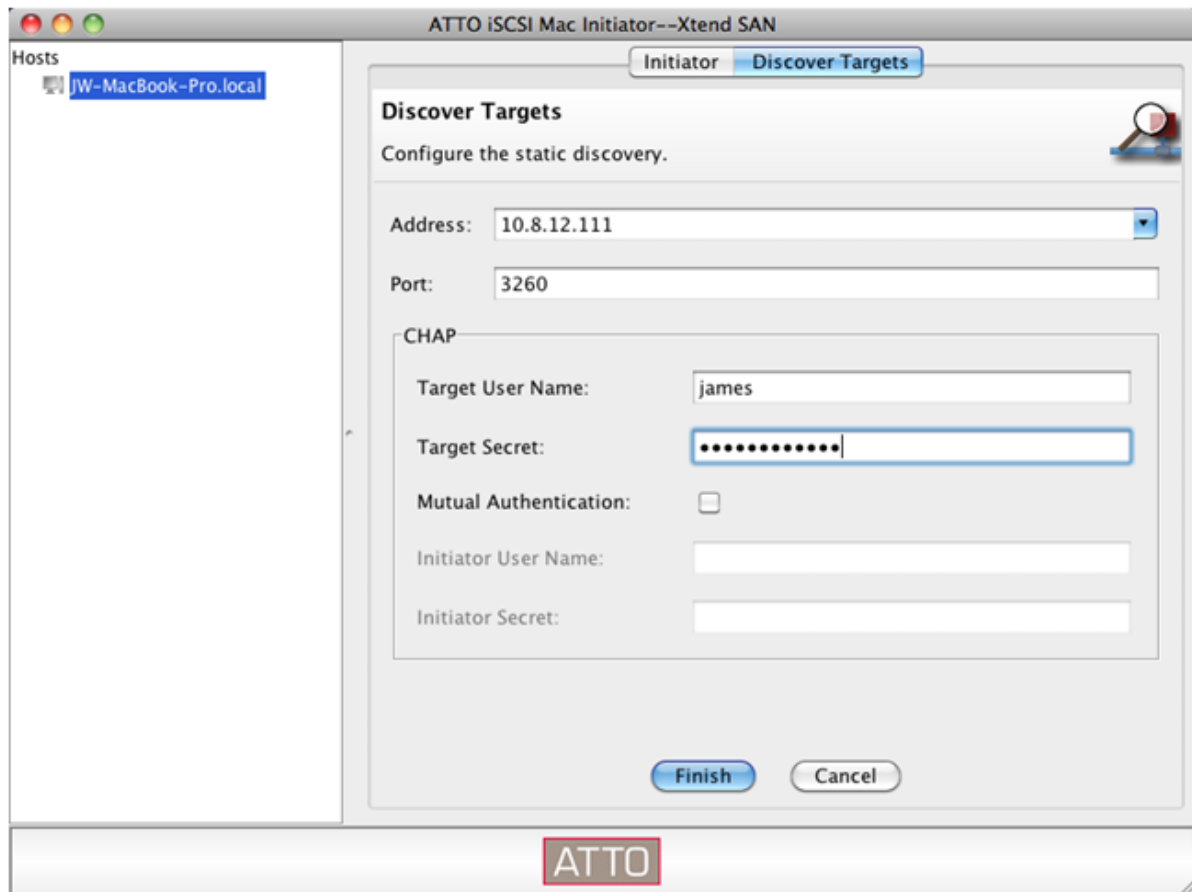 ATTO iSCSI Mac Initiator--Xtend SAN
Hosts
JW-MacBook-Pro.local
Initiator
Discover Targets
Discover Targets
Configure the static discovery.
Address: 10.8.12.111
Port: 3260
CHAP
Target User Name: james
Target Secret: ••••••••••••
Mutual Authentication:
Initiator User Name:
Initiator Secret:
Finish
Cancel
ATTO